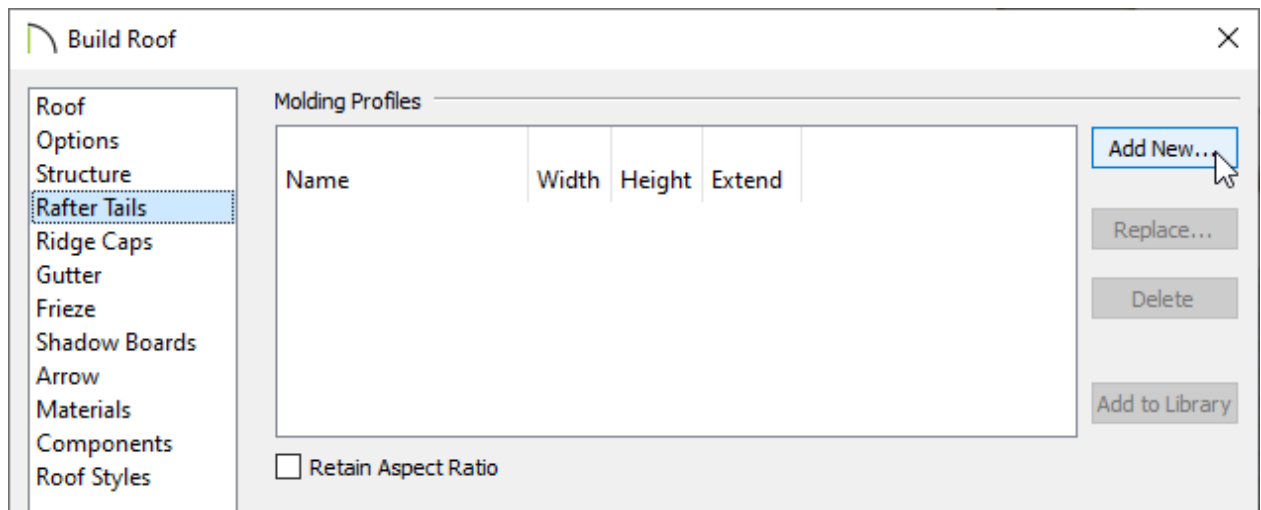 Build Roof
Roof
Options
Structure
Rafter Tails
Ridge Caps
Gutter
Frieze
Shadow Boards
Arrow
Materials
Components
Roof Styles
Molding Profiles
Name Width Height Extend
Add New...
Replace...
Delete
Add to Library
Retain Aspect Ratio